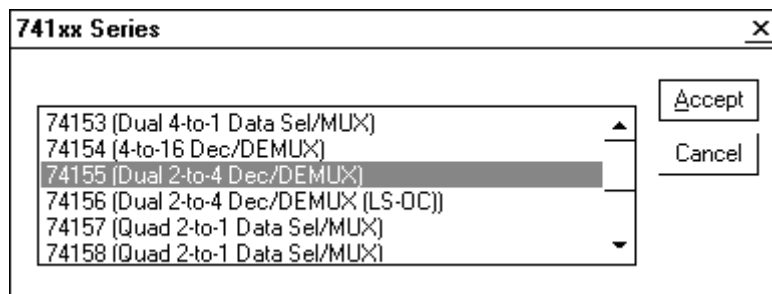 741xx Series
74153 (Dual 4-to-1 Data Sel/MUX)
74154 (4-to-16 Dec/DEMUX)
74155 (Dual 2-to-4 Dec/DEMUX)
74156 (Dual 2-to-4 Dec/DEMUX (LS-OC))
74157 (Quad 2-to-1 Data Sel/MUX)
74158 (Quad 2-to-1 Data Sel/MUX)
Accept
Cancel